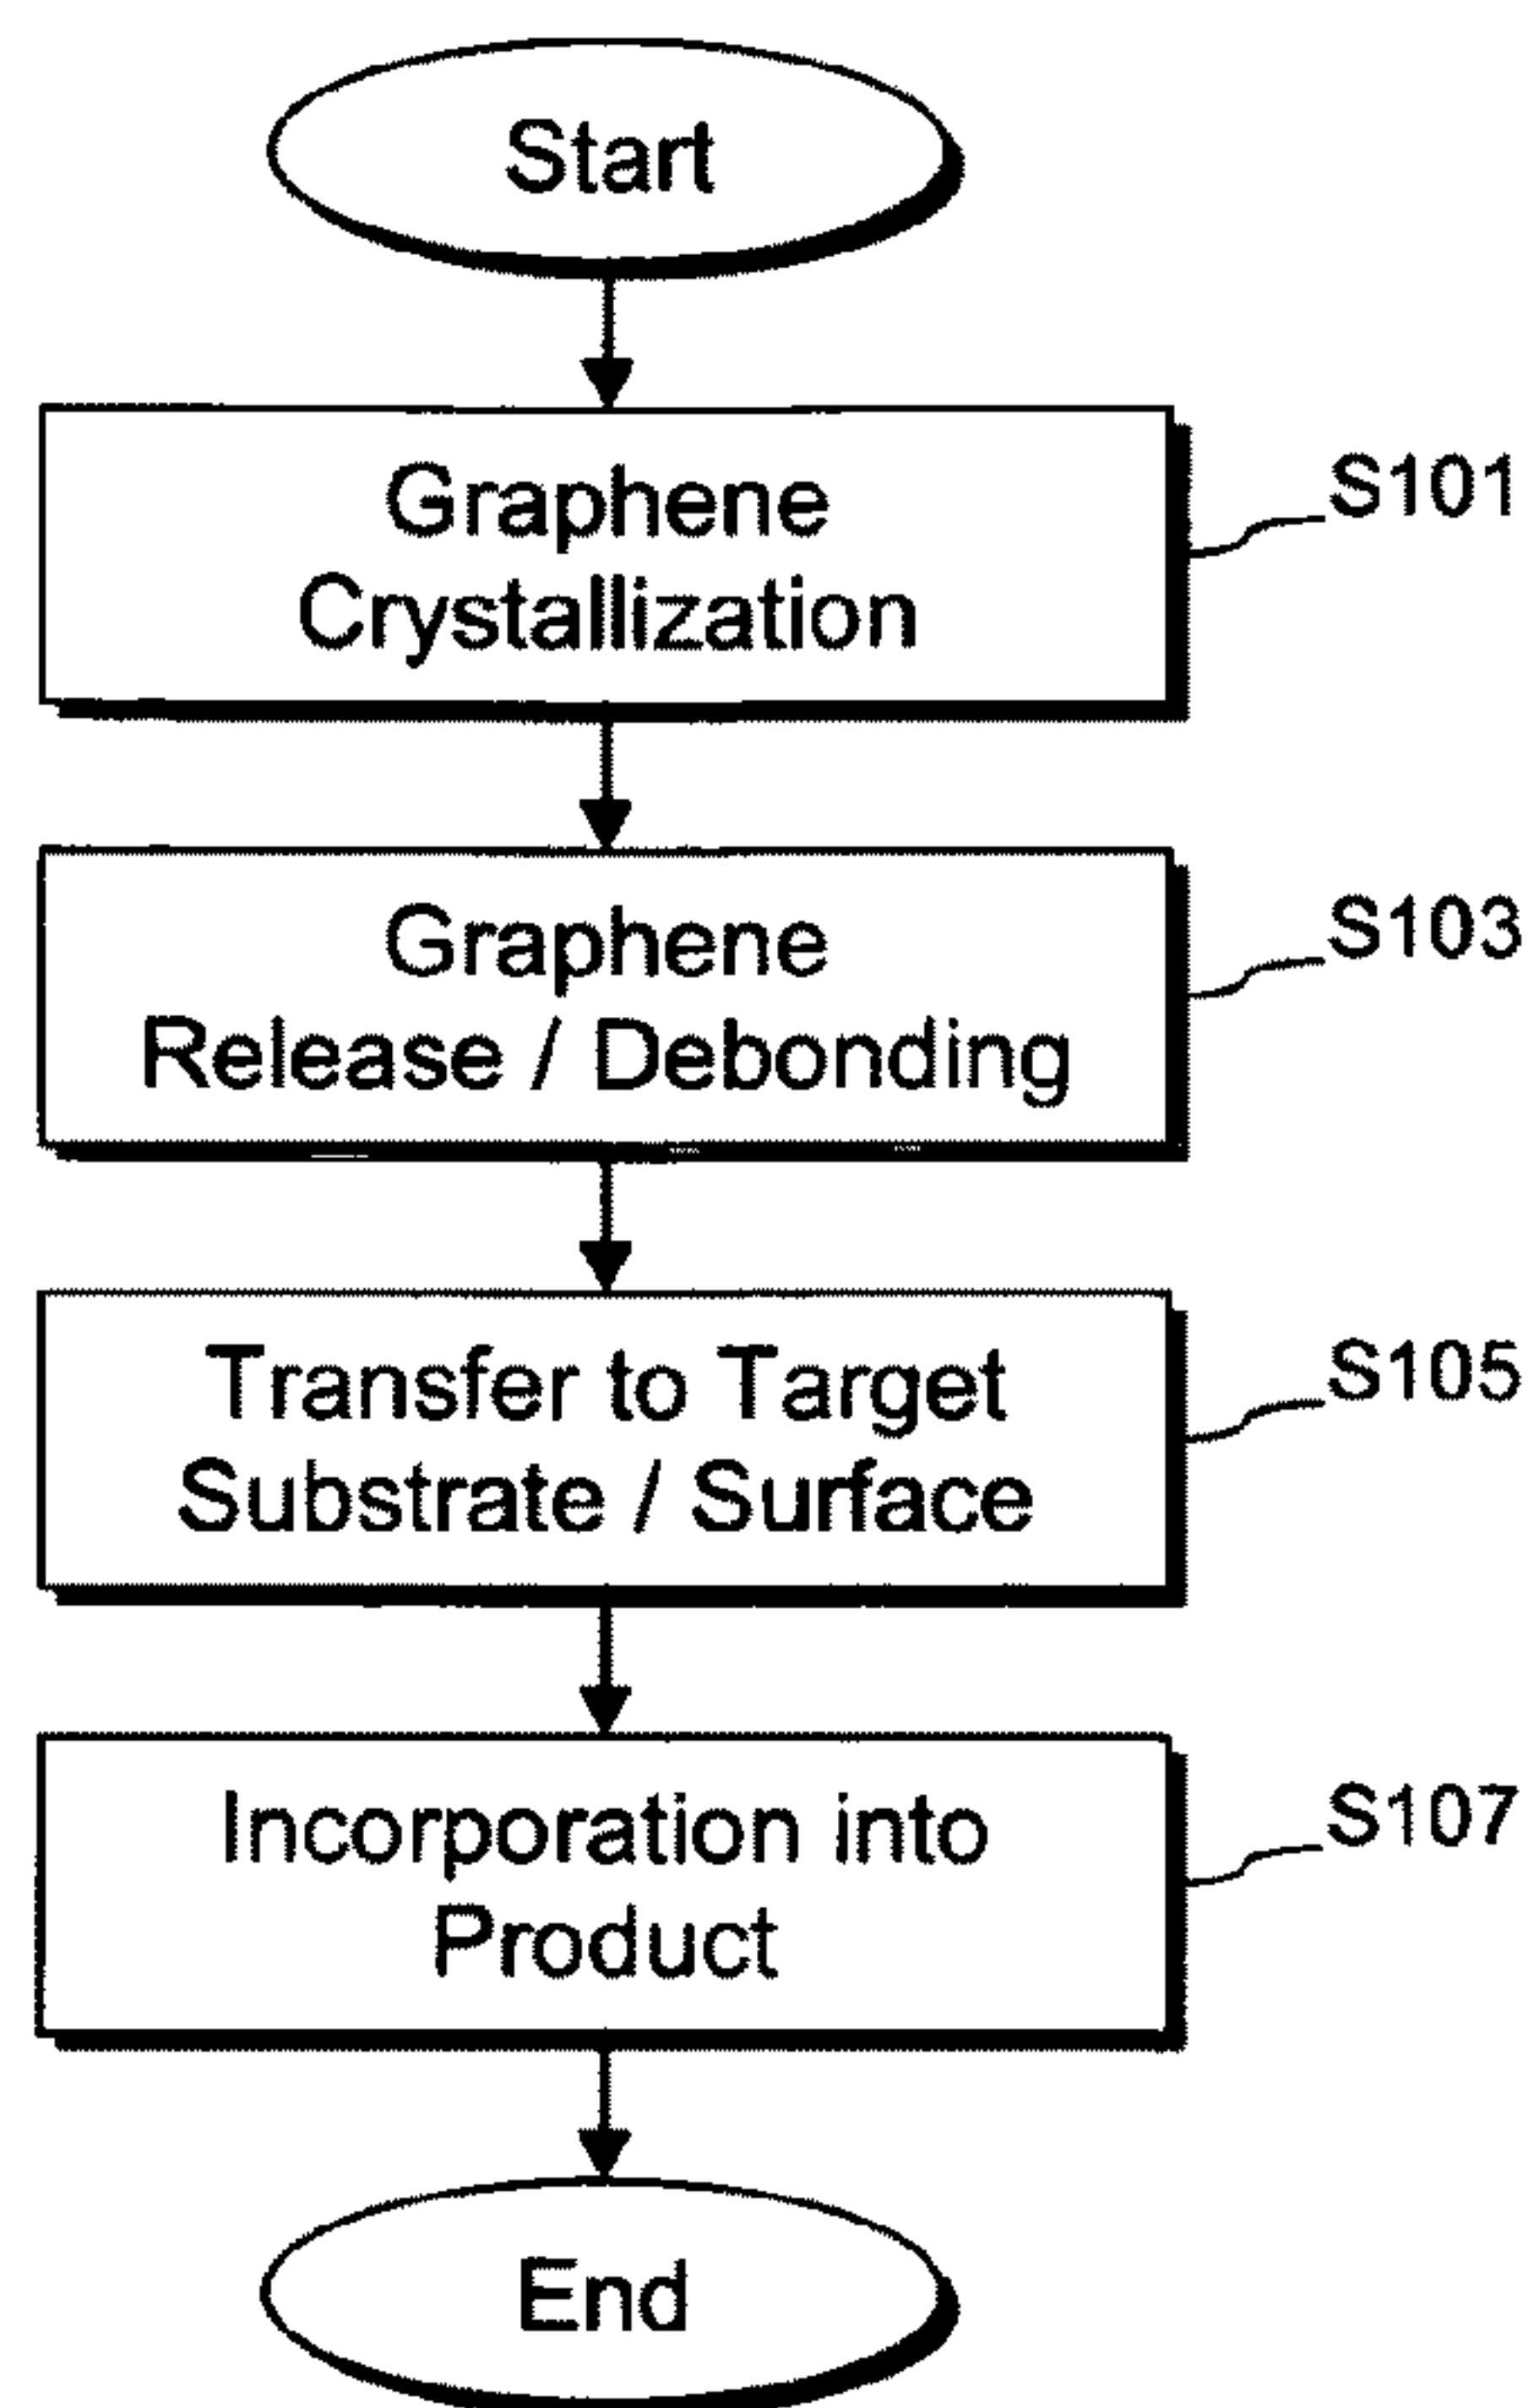 Start
Graphene
Crystallization
S101
Graphene
Release / Debonding
S103
Transfer to Target
Substrate / Surface
S105
Incorporation into
Product
S107
End